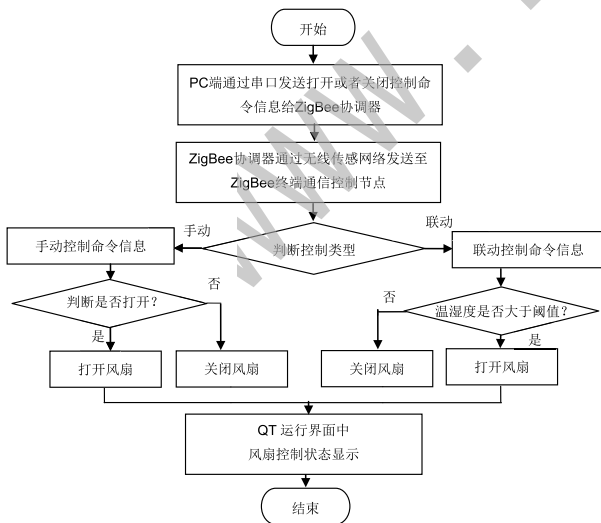 开始
PC端通过串口发送打开或者关闭控制命
令信息给ZigBee协调器
ZigBee协调器通过无线传感网络发送至
ZigBee终端通信控制节点
手动
联动
手动控制命令信息
判断控制类型
联动控制命令信息
判断是否打开？
否
否
温湿度是否大于阈值？
是
是
打开风扇
关闭风扇
关闭风扇
打开风扇
QT 运行界面中
风扇控制状态显示
结束
www.